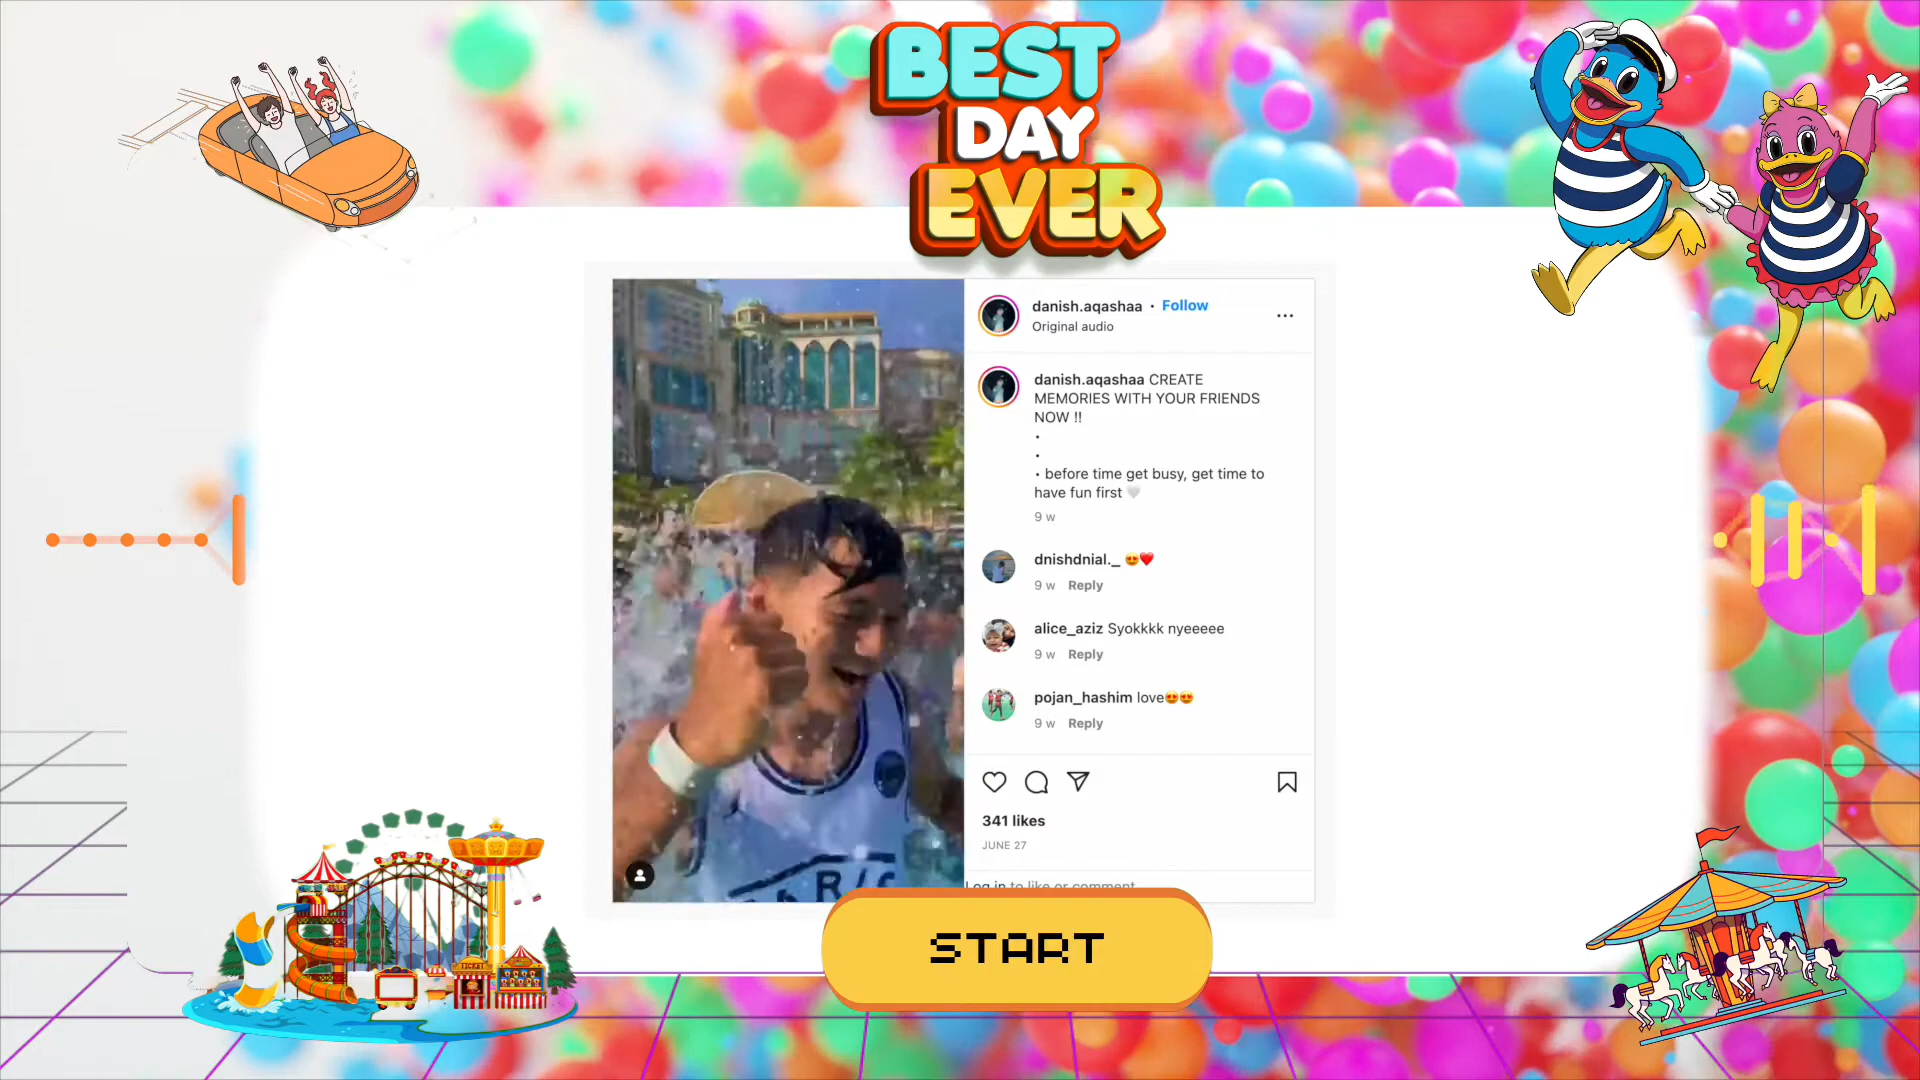 BEST
DAY
EVER
danish.aqashaa • Follow
Original audio
danish.aqashaa CREATE
MEMORIES WITH YOUR FRIENDS
NOW !!
•
•
• before time get busy, get time to
have fun first 🤍
9 w
dnishdnial._ 😍❤️
9 w Reply
alice_aziz Syokkkk nyeeeee
9 w Reply
pojan_hashim love😍😍
9 w Reply
341 likes
JUNE 27
Log in to like or comment.
START
TICKET